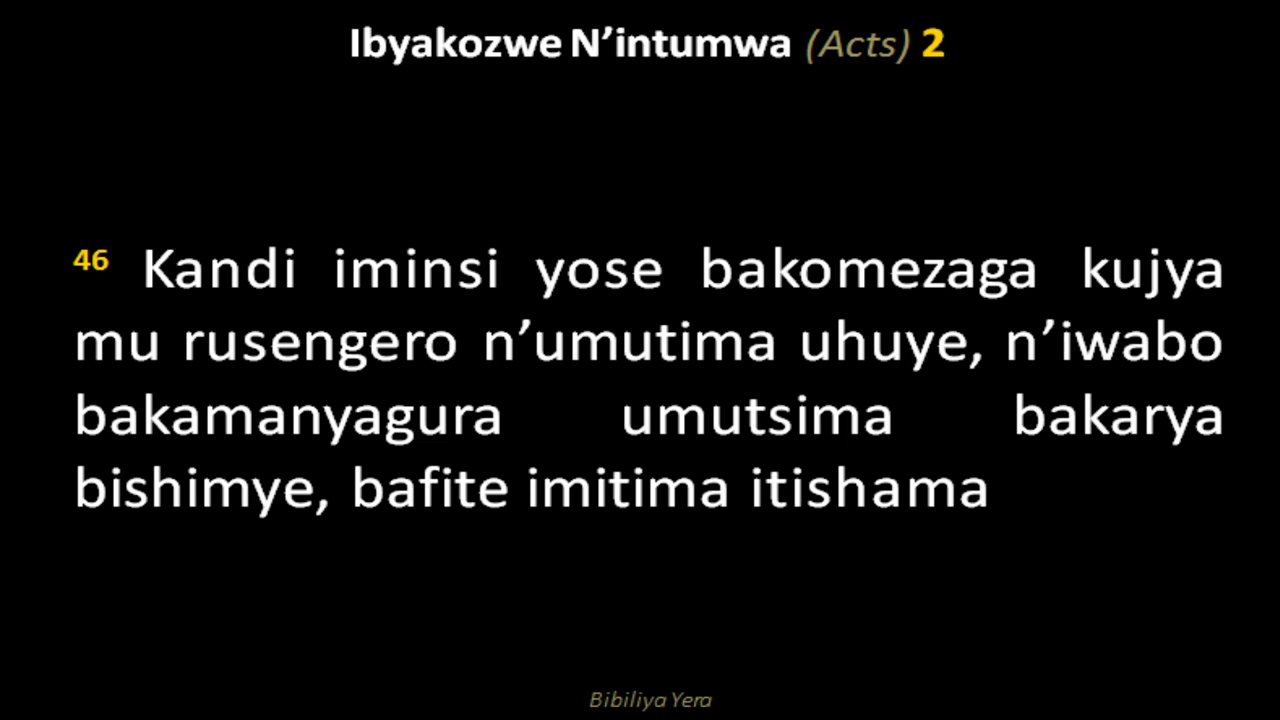 Ibyakozwe N’intumwa (Acts) 2
46 Kandi iminsi yose bakomezaga kujya
mu rusengero n’umutima uhuye, n’iwabo
bakamanyagura umutsima bakarya
bishimye, bafite imitima itishama
Bibiliya Yera